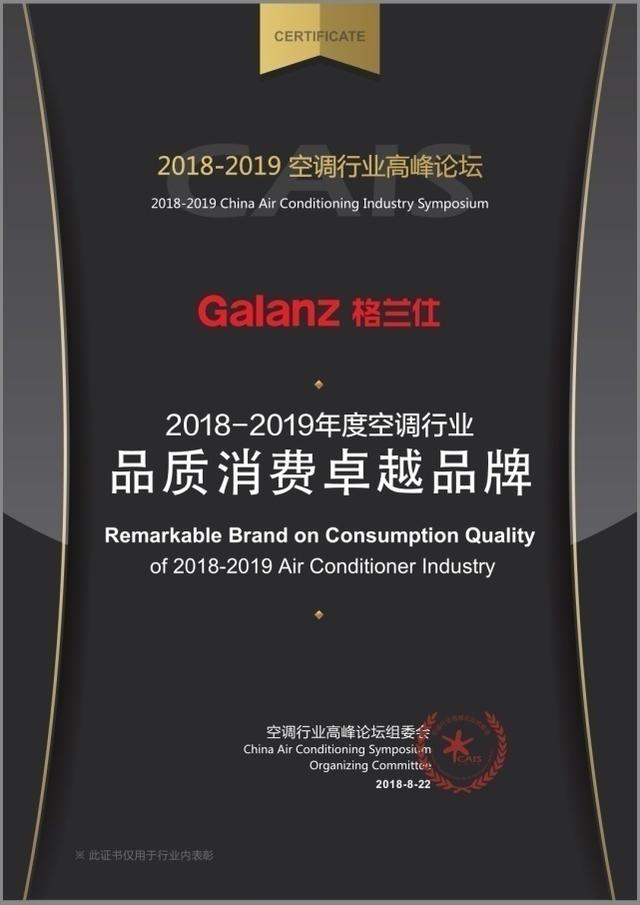 CERTIFICATE
CAIS
2018-2019 空调行业高峰论坛
2018-2019 China Air Conditioning Industry Symposium
Galanz 格兰仕
2018-2019年度空调行业
品质消费卓越品牌
Remarkable Brand on Consumption Quality
of 2018-2019 Air Conditioner Industry
空调行业高峰论坛组委会
China Air Conditioning Symposium
Organizing Committee
2018-8-22
CAIS
※ 此证书仅用于行业内表彰